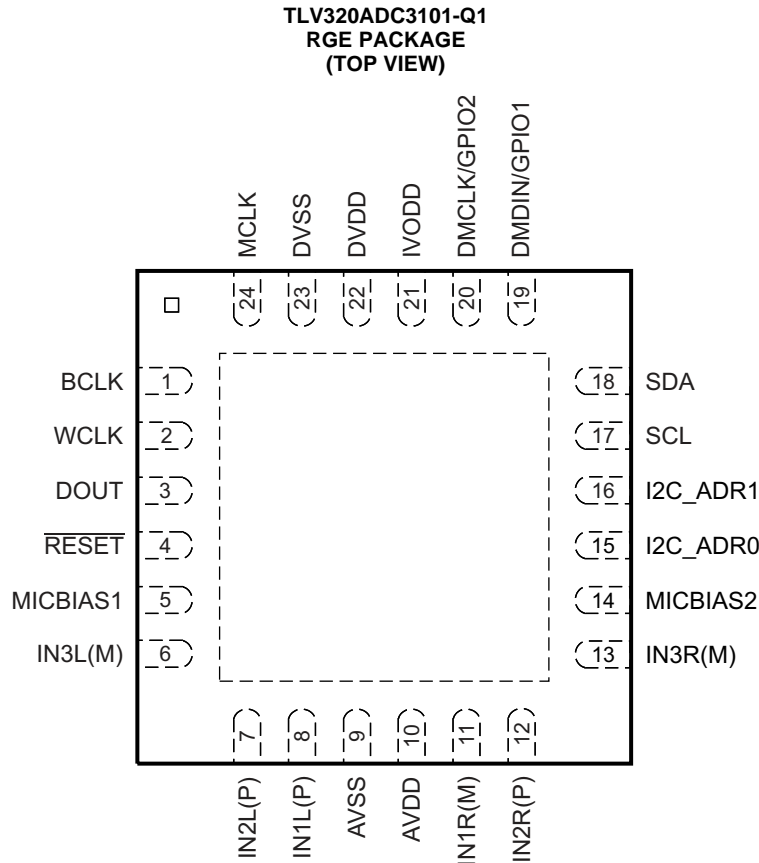 TLV320ADC3101-Q1
RGE PACKAGE
(TOP VIEW)
MCLK
DVSS
DVDD
IVODD
DMCLK/GPIO2
DMDIN/GPIO1
24
23
22
21
20
19
BCLK 1
WCLK 2
DOUT 3
RESET 4
MICBIAS1 5
IN3L(M) 6
18 SDA
17 SCL
16 I2C_ADR1
15 I2C_ADR0
14 MICBIAS2
13 IN3R(M)
7
8
9
10
11
12
IN2L(P)
IN1L(P)
AVSS
AVDD
IN1R(M)
IN2R(P)